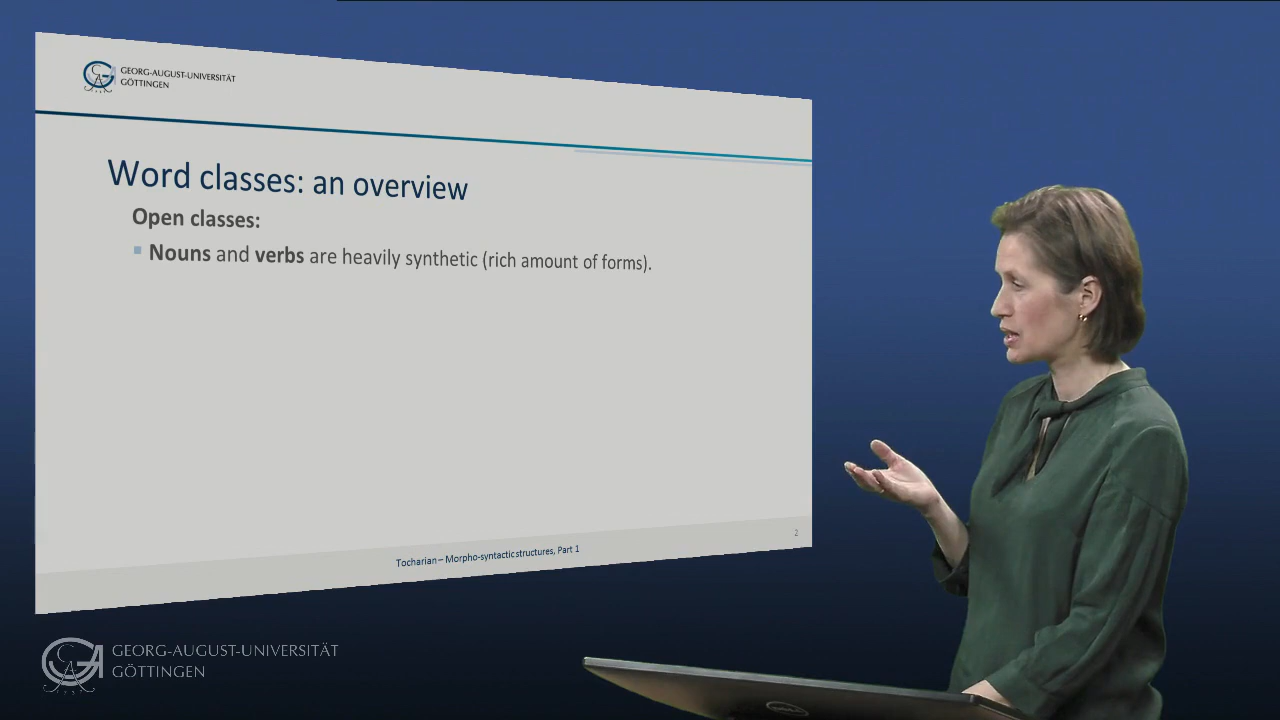 GEORG-AUGUST-UNIVERSITÄT
GÖTTINGEN
Word classes: an overview
Open classes:
Nouns and verbs are heavily synthetic (rich amount of forms).
Tocharian – Morpho-syntactic structures, Part 1
2
GEORG-AUGUST-UNIVERSITÄT
GÖTTINGEN